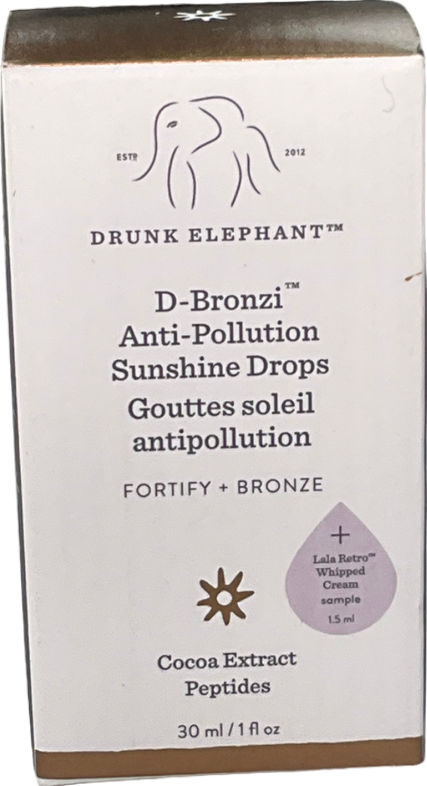 ESTD 2012
DRUNK ELEPHANT™
D-Bronzi™
Anti-Pollution
Sunshine Drops
Gouttes soleil
antipollution
FORTIFY + BRONZE
+
Lala Retro™
Whipped
Cream
sample
1.5 ml
Cocoa Extract
Peptides
30 ml / 1 fl oz